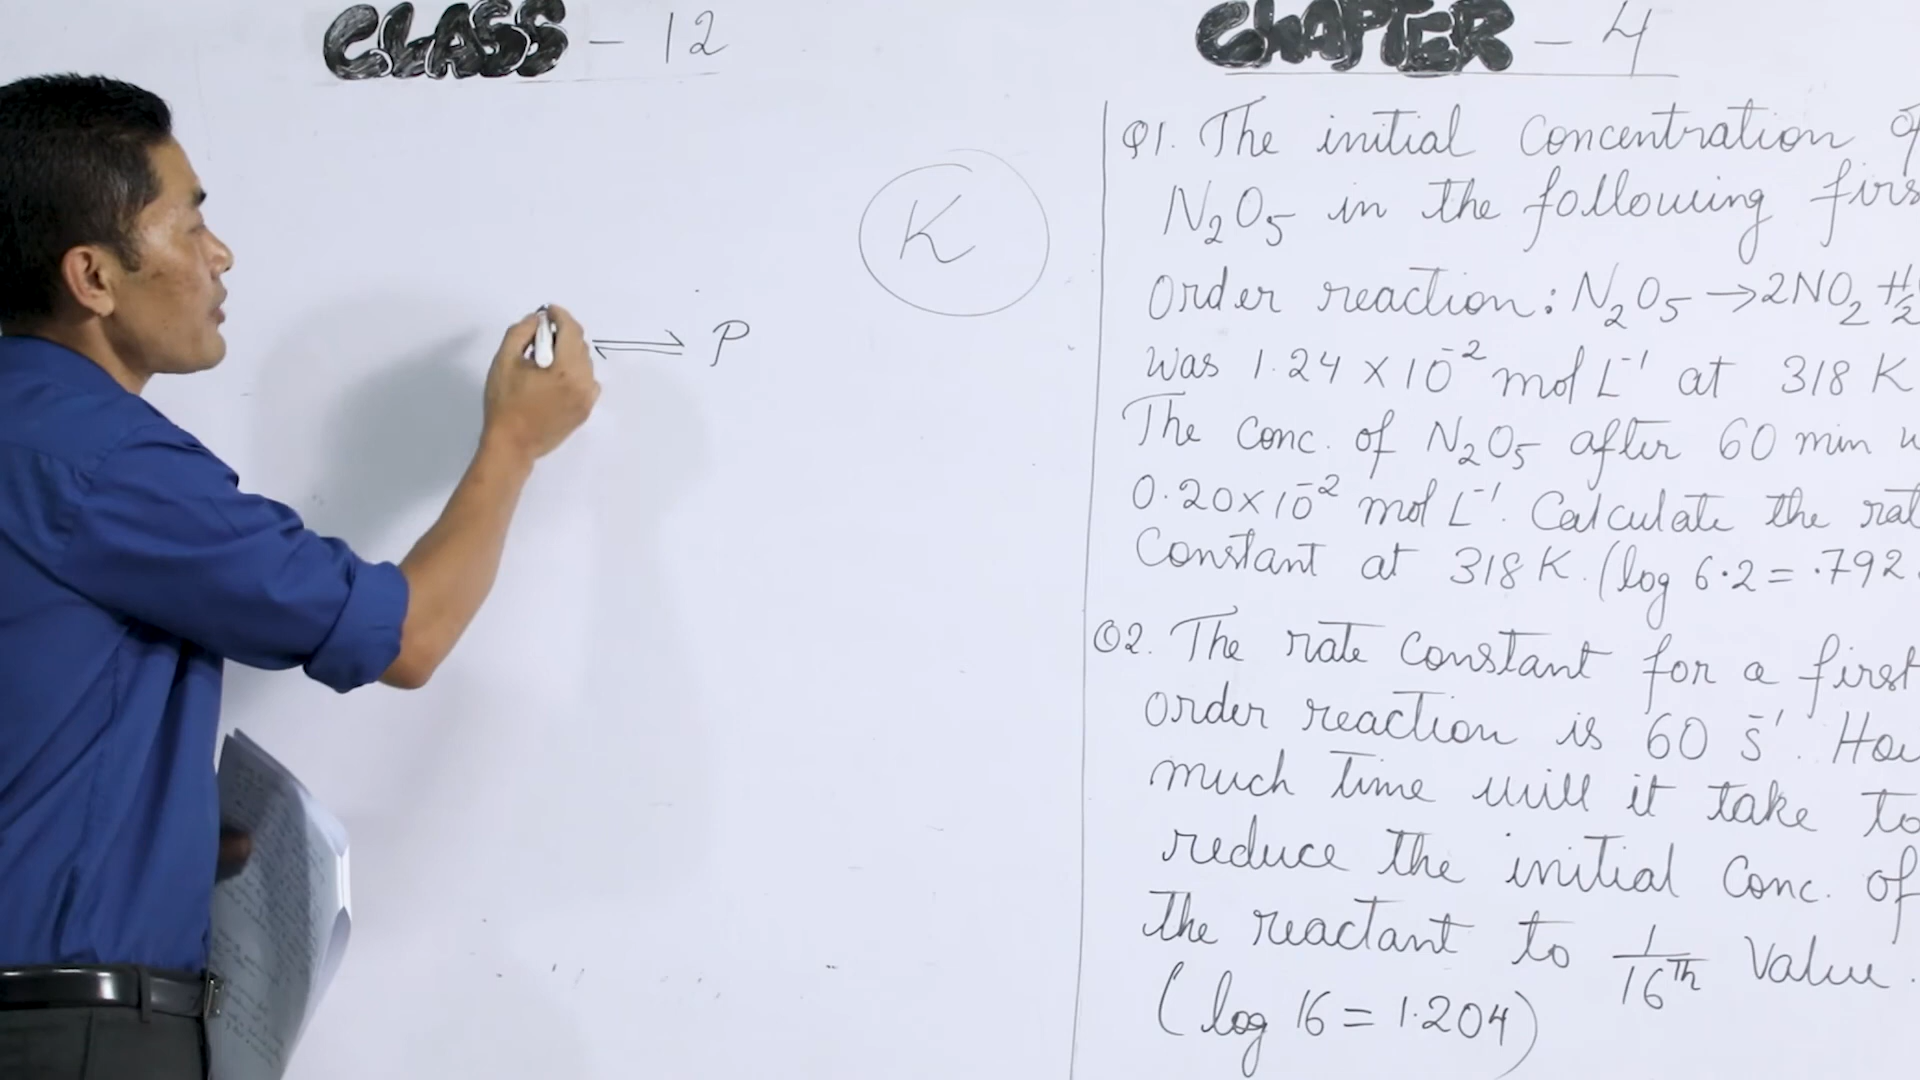 CLASS - 12
CHAPTER - 4
K
⇌ P
Q1. The initial Concentration of
N₂O₅ in the following firs
order reaction: N₂O₅ → 2NO₂ +
was 1.24 × 10⁻² mol L⁻¹ at 318 K
The conc. of N₂O₅ after 60 min
0.20×10⁻² mol L⁻¹. Calculate the rat
Constant at 318 K. (log 6.2 = .792
Q2. The rate constant for a first
order reaction is 60 s⁻¹. How
much time will it take to
reduce the initial Conc. of
the reactant to 1/16ᵀʰ Value.
(log 16 = 1.204)